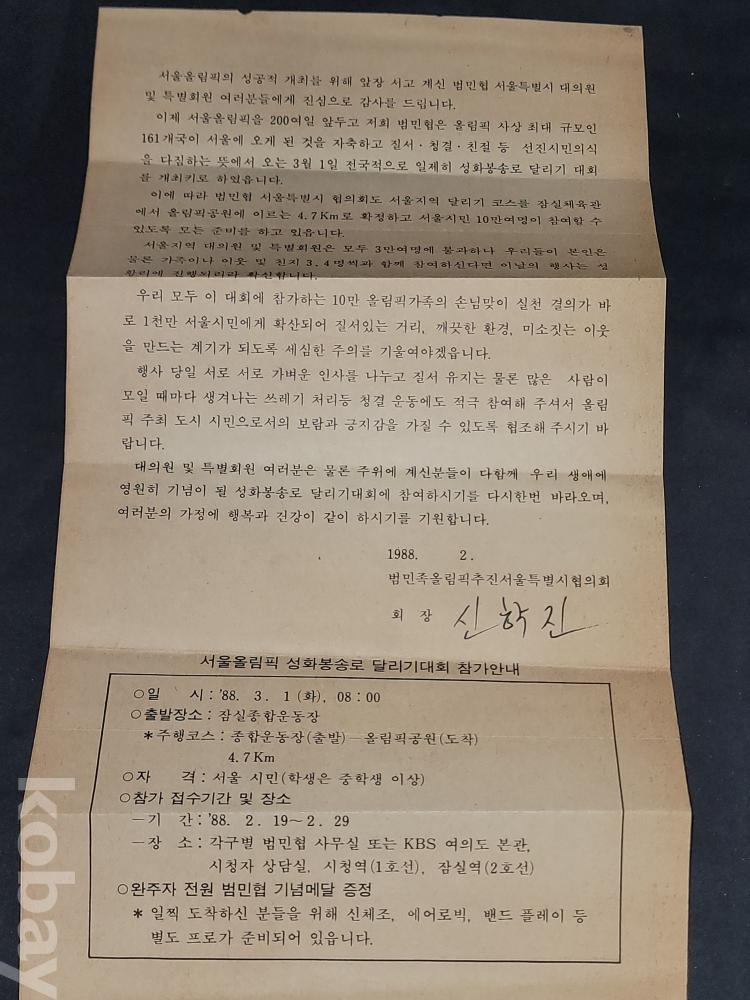 서울올림픽의 성공적 개최를 위해 앞장 서고 계신 범민협 서울특별시 대의원
및 특별회원 여러분들에게 진심으로 감사를 드립니다.
이제 서울올림픽을 200여일 앞두고 저희 범민협은 올림픽 사상 최대 규모인
161개국이 서울에 오게 된 것을 자축하고 질서·청결·친절 등 선진시민의식
을 다짐하는 뜻에서 오는 3월 1일 전국적으로 일제히 성화봉송로 달리기 대회
를 개최키로 하였읍니다.
이에 따라 범민협 서울특별시 협의회도 서울지역 달리기 코스를 잠실체육관
에서 올림픽공원에 이르는 4.7Km로 확정하고 서울시민 10만여명이 참여할 수
있도록 모든 준비를 하고 있읍니다.
서울지역 대의원 및 특별회원은 모두 3만여명에 불과하나 우리들이 본인은
물론 가족이나 이웃 및 친지 3.4명씩과 함께 참여하신다면 이날의 행사는 성
황리에 진행되리라 확신합니다.
우리 모두 이 대회에 참가하는 10만 올림픽가족의 손님맞이 실천 결의가 바
로 1천만 서울시민에게 확산되어 질서있는 거리, 깨끗한 환경, 미소짓는 이웃
을 만드는 계기가 되도록 세심한 주의를 기울여야겠읍니다.
행사 당일 서로 서로 가벼운 인사를 나누고 질서 유지는 물론 많은 사람이
모일 때마다 생겨나는 쓰레기 처리등 청결 운동에도 적극 참여해 주셔서 올림
픽 주최 도시 시민으로서의 보람과 긍지감을 가질 수 있도록 협조해 주시기 바
랍니다.
대의원 및 특별회원 여러분은 물론 주위에 계신분들이 다함께 우리 생애에
영원히 기념이 될 성화봉송로 달리기대회에 참여하시기를 다시한번 바라오며,
여러분의 가정에 행복과 건강이 같이 하시기를 기원합니다.
1988. 2.
범민족올림픽추진서울특별시협의회
회 장 신학진
서울올림픽 성화봉송로 달리기대회 참가안내
○일 시 : '88. 3. 1 (화), 08 : 00
○출발장소 : 잠실종합운동장
＊주행코스 : 종합운동장(출발)―올림픽공원(도착)
4.7Km
○자 격 : 서울 시민(학생은 중학생 이상)
○참가 접수기간 및 장소
―기 간 : '88. 2. 19～2. 29
―장 소 : 각구별 범민협 사무실 또는 KBS 여의도 본관,
시청자 상담실, 시청역(1호선), 잠실역(2호선)
○완주자 전원 범민협 기념메달 증정
＊ 일찍 도착하신 분들을 위해 신체조, 에어로빅, 밴드 플레이 등
별도 프로가 준비되어 있읍니다.
kobay